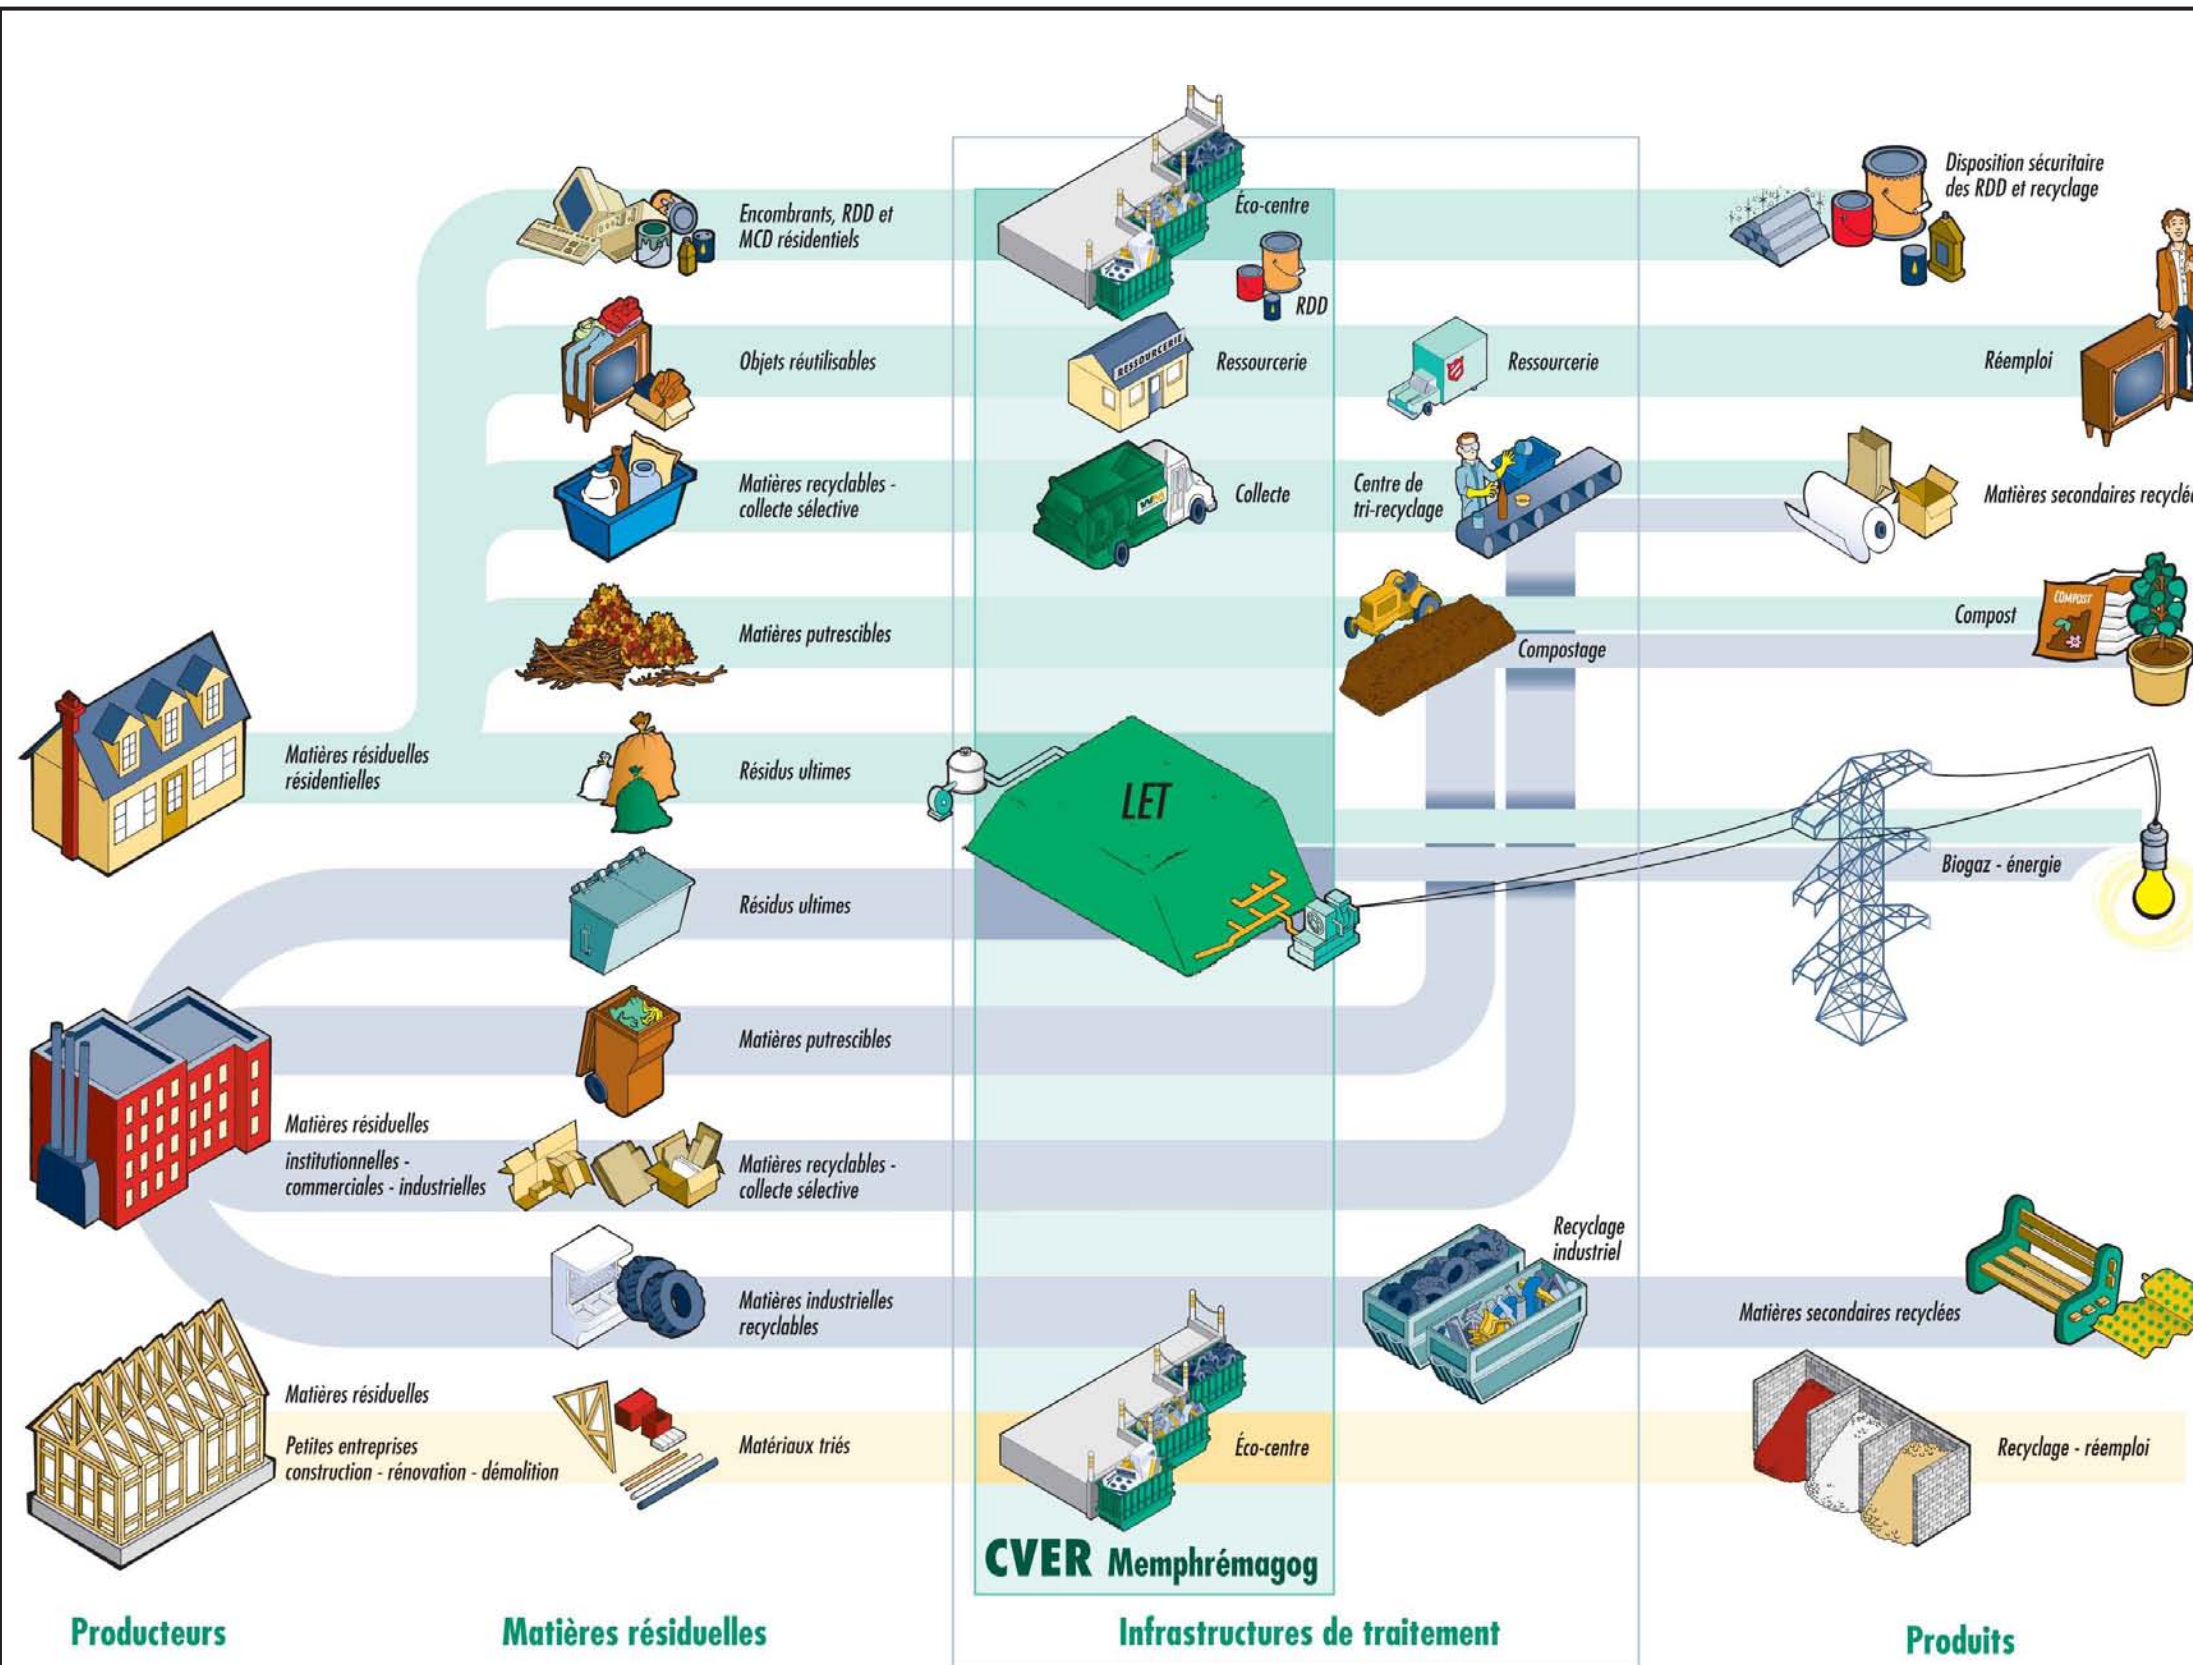 Encombrants, RDD et
MCD résidentiels
Éco-centre
RDD
Disposition sécuritaire
des RDD et recyclage
Objets réutilisables
RESSOURCERIE
Ressourcerie
Ressourcerie
Réemploi
Matières recyclables -
collecte sélective
WM
Collecte
Centre de
tri-recyclage
Matières secondaires recyclée
Matières putrescibles
Compostage
Compost
COMPOST
Matières résiduelles
résidentielles
Résidus ultimes
LET
Biogaz - énergie
Résidus ultimes
Matières putrescibles
Matières résiduelles
institutionnelles -
commerciales - industrielles
Matières recyclables -
collecte sélective
Recyclage
industriel
Matières industrielles
recyclables
Matières secondaires recyclées
Matières résiduelles
Petites entreprises
construction - rénovation - démolition
Matériaux triés
Éco-centre
Recyclage - réemploi
CVER Memphrémagog
Producteurs
Matières résiduelles
Infrastructures de traitement
Produits